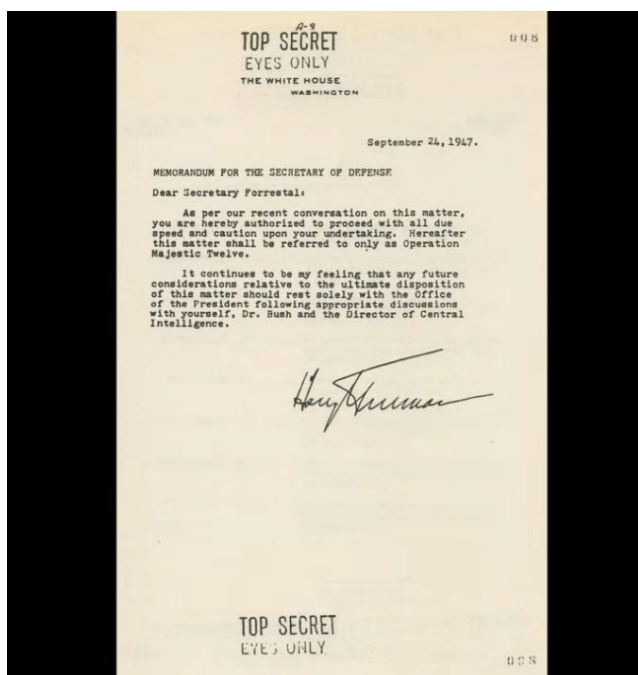 A-8
TOP SECRET
EYES ONLY
008
THE WHITE HOUSE
WASHINGTON
September 24, 1947.
MEMORANDUM FOR THE SECRETARY OF DEFENSE
Dear Secretary Forrestal:
As per our recent conversation on this matter,
you are hereby authorized to proceed with all due
speed and caution upon your undertaking. Hereafter
this matter shall be referred to only as Operation
Majestic Twelve.
It continues to be my feeling that any future
considerations relative to the ultimate disposition
of this matter should rest solely with the Office
of the President following appropriate discussions
with yourself, Dr. Bush and the Director of Central
Intelligence.
Harry Truman
TOP SECRET
EYES ONLY
008